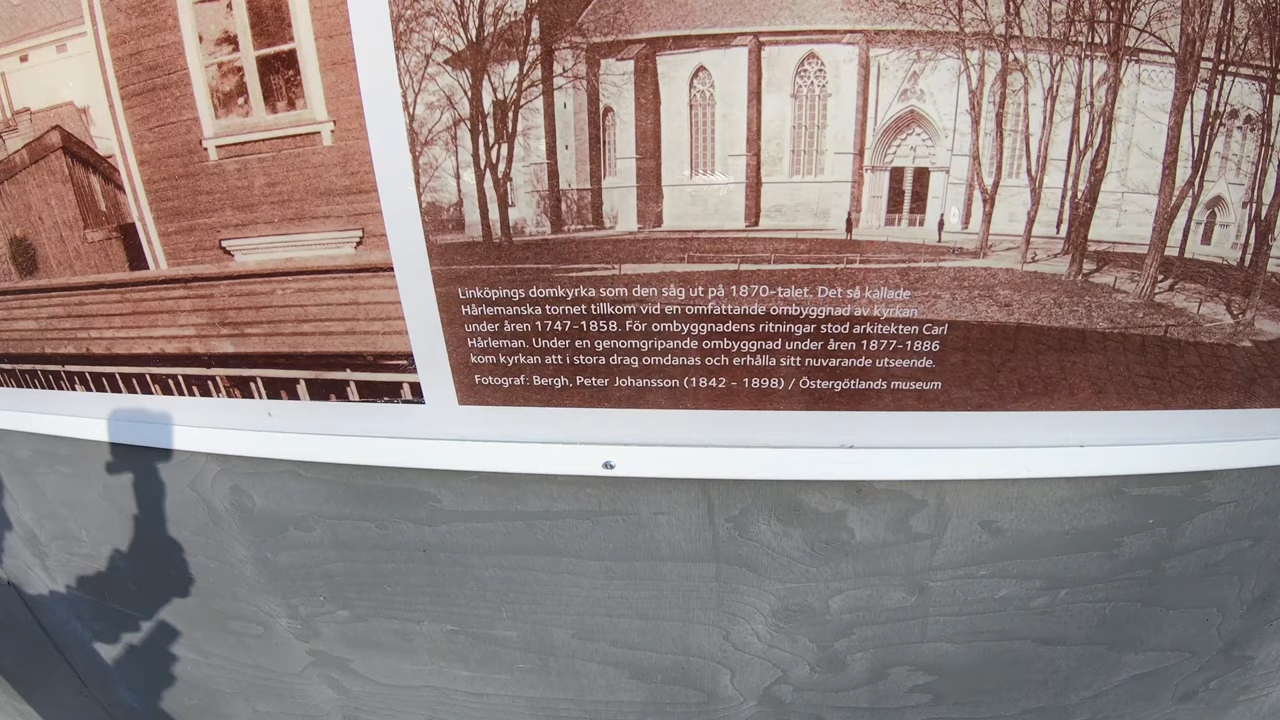 Linköpings domkyrka som den såg ut på 1870-talet. Det så kallade
Hårlemanska tornet tillkom vid en omfattande ombyggnad av kyrkan
under åren 1747-1858. För ombyggnadens ritningar stod arkitekten Carl
Hårleman. Under en genomgripande ombyggnad under åren 1877-1886
kom kyrkan att i stora drag omdanas och erhålla sitt nuvarande utseende.
Fotograf: Bergh, Peter Johansson (1842 - 1898) / Östergötlands museum